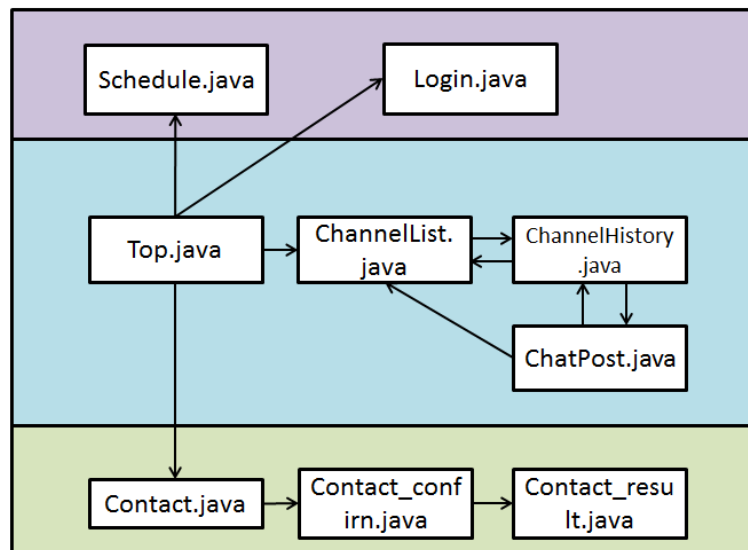 Schedule.java
Login.java
Top.java
ChannelList.
java
ChannelHistory
.java
ChatPost.java
Contact.java
Contact_conf
irn.java
Contact_resu
lt.java